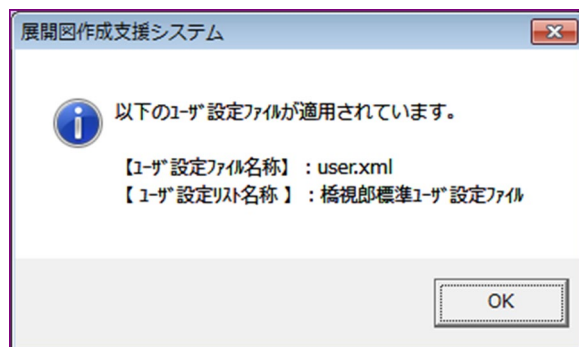 展開図作成支援システム
以下のﾕｰｻﾞ設定ﾌｧｲﾙが適用されています。
【ﾕｰｻﾞ設定ﾌｧｲﾙ名称】：user.xml
【 ﾕｰｻﾞ設定ﾘｽﾄ名称 】：橋視郎標準ﾕｰｻﾞ設定ﾌｧｲﾙ
OK